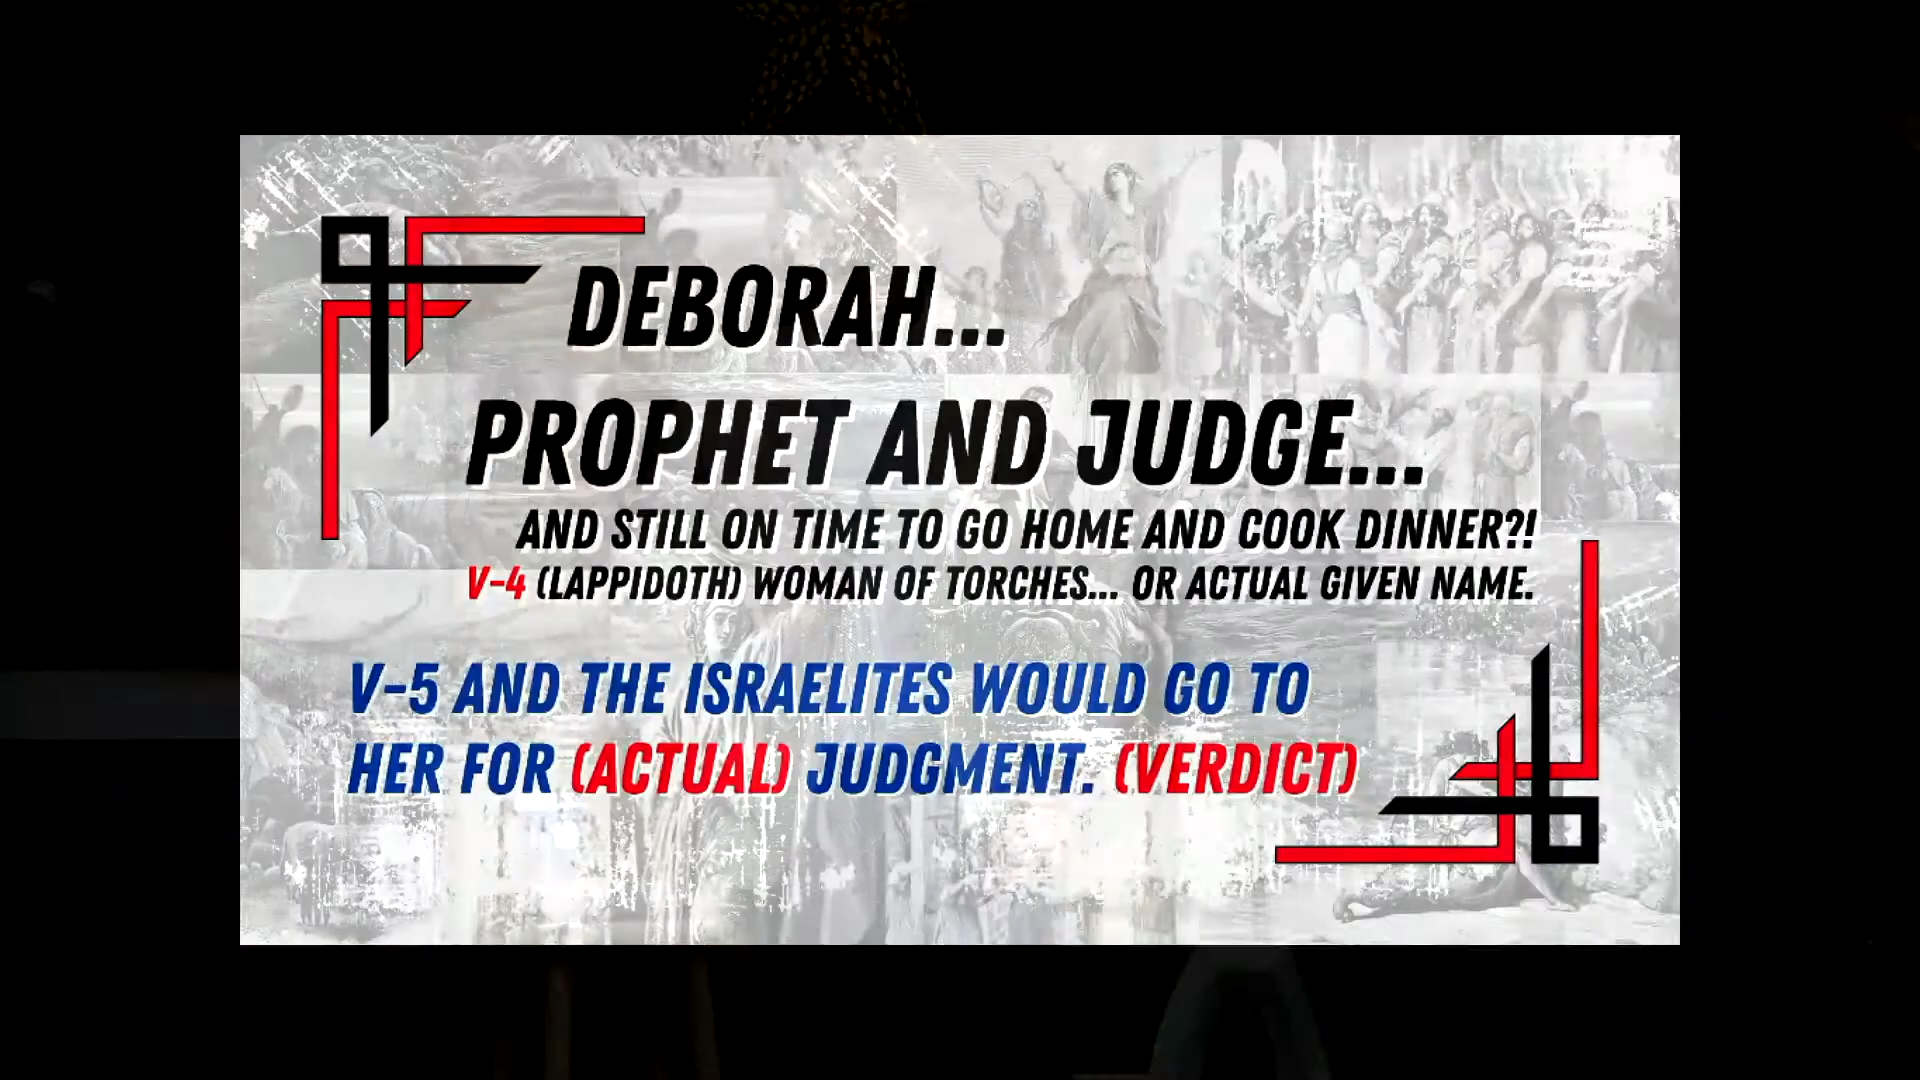 DEBORAH...
PROPHET AND JUDGE...
AND STILL ON TIME TO GO HOME AND COOK DINNER?!
V-4 (LAPPIDOTH) WOMAN OF TORCHES... OR ACTUAL GIVEN NAME.
V-5 AND THE ISRAELITES WOULD GO TO
HER FOR (ACTUAL) JUDGMENT. (VERDICT)